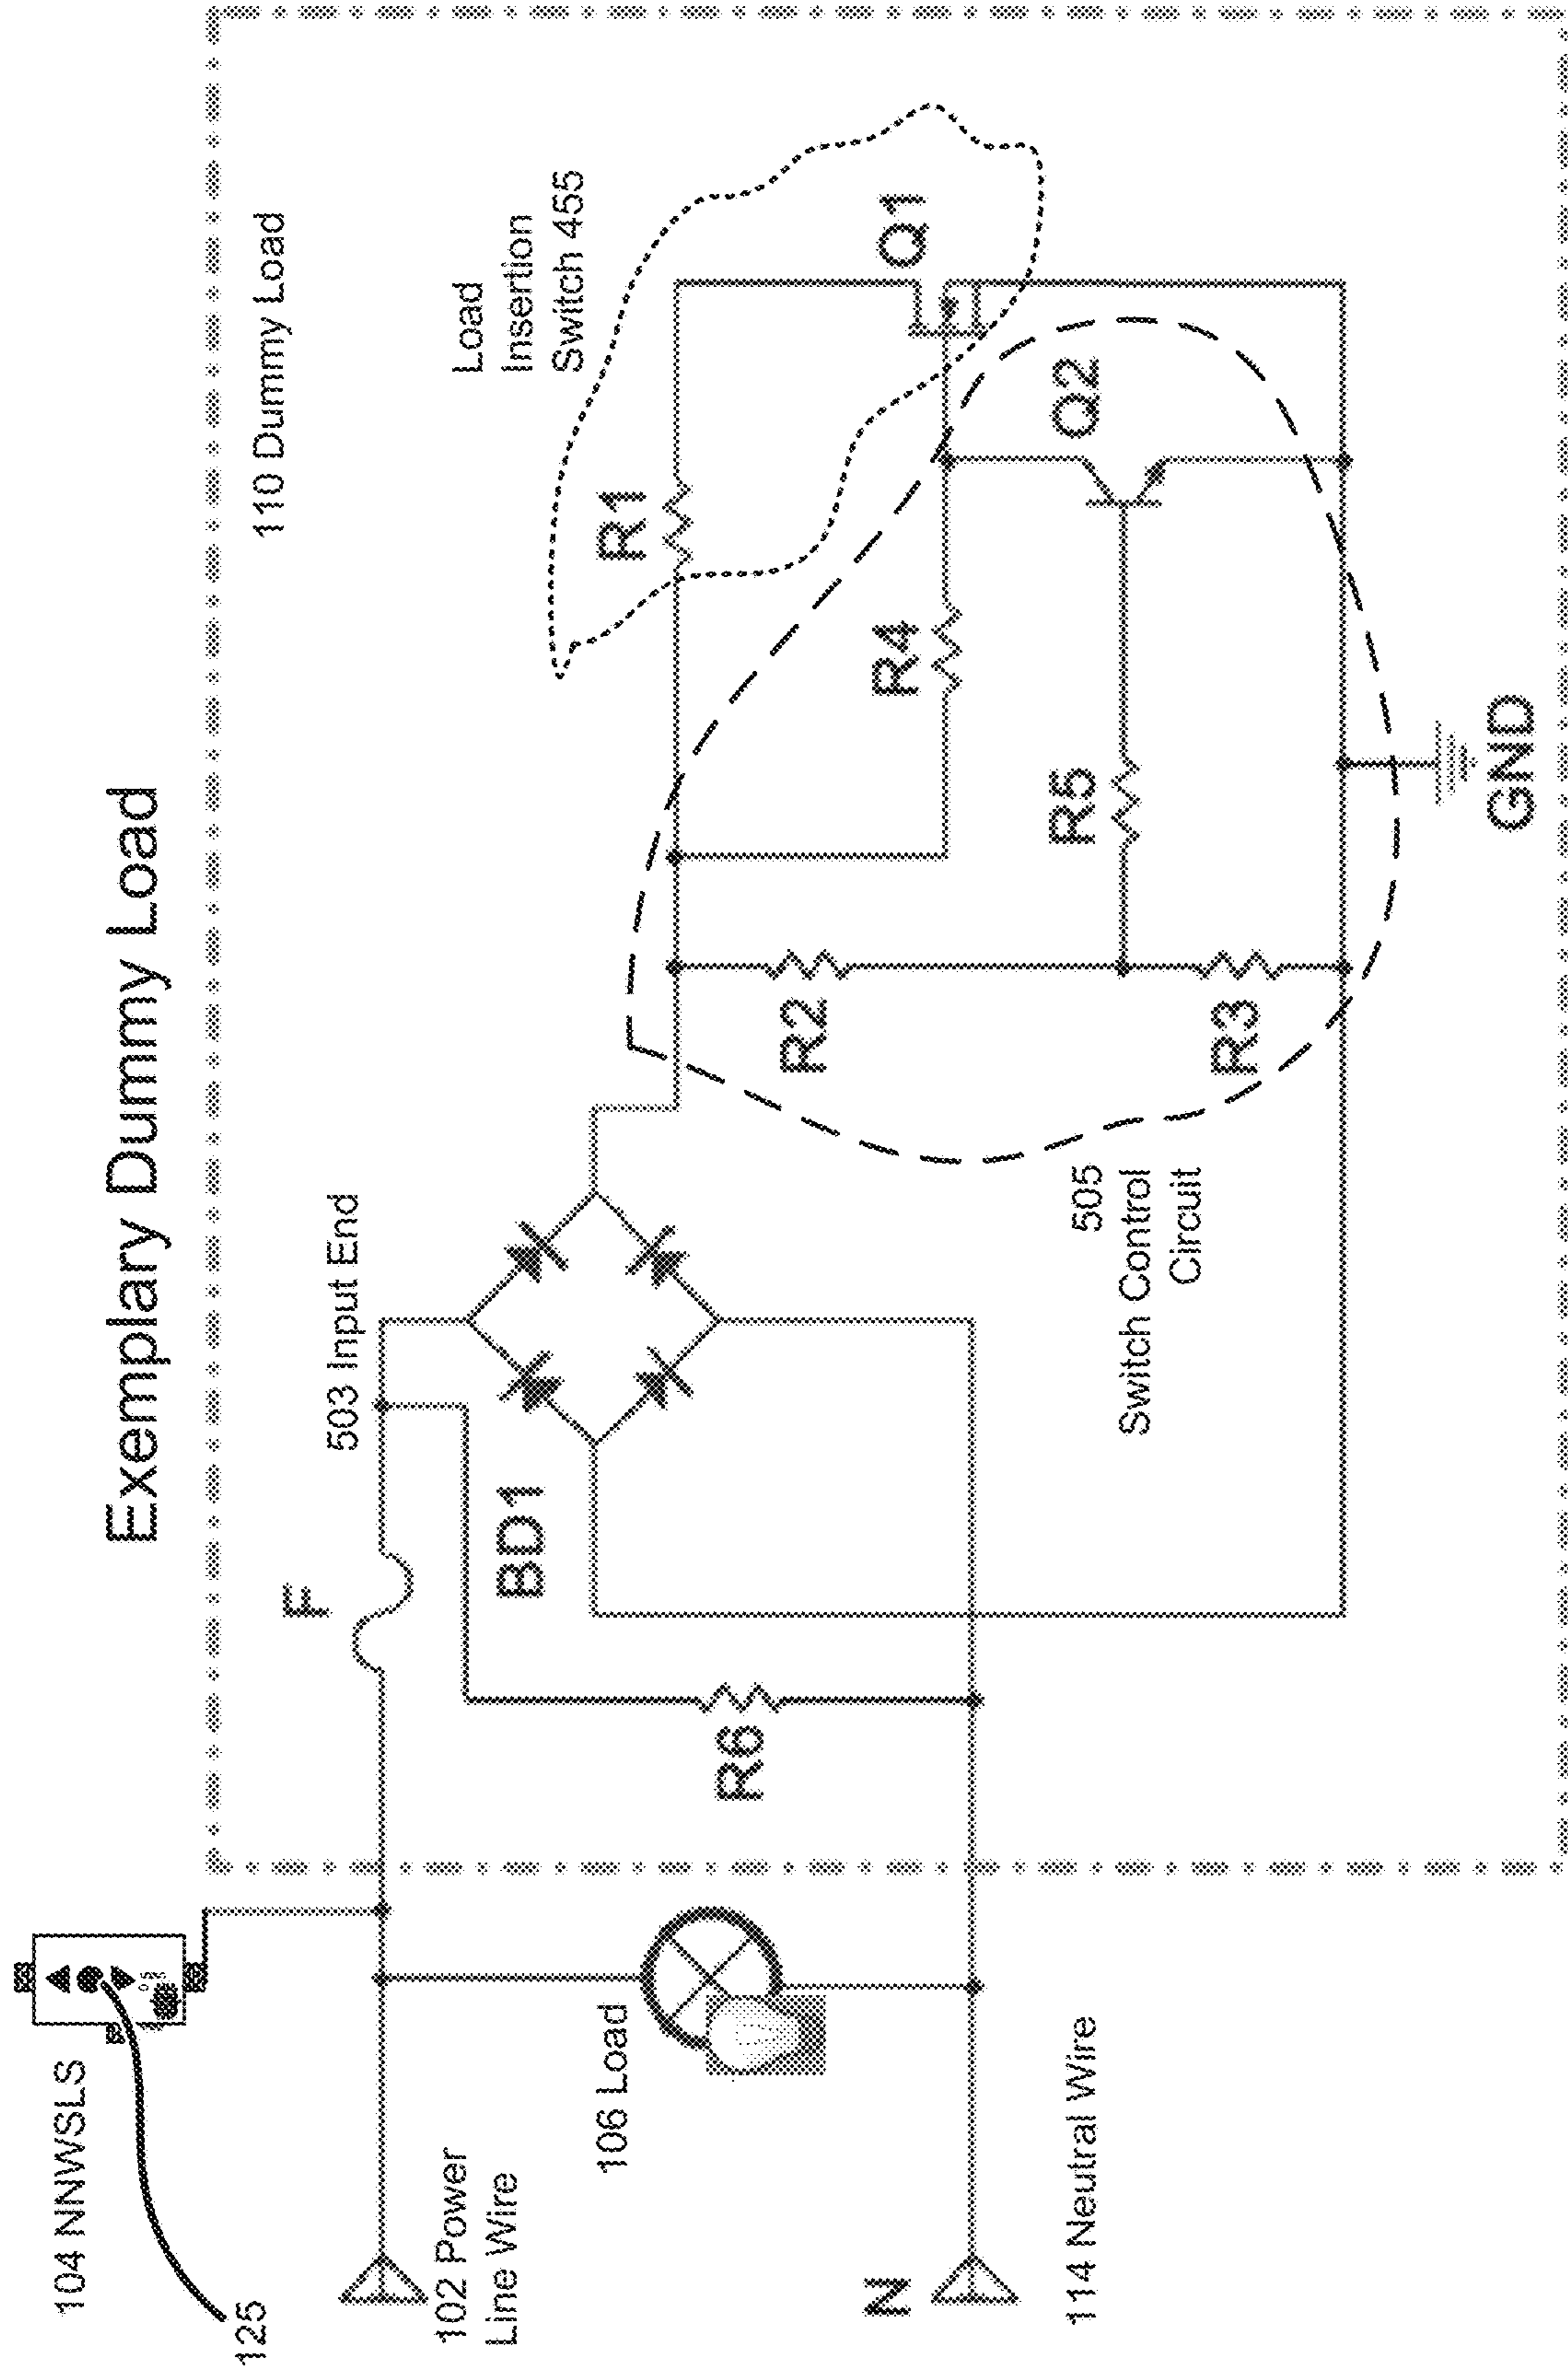 Exemplary Dummy Load
104 NNWSLS
125
110 Dummy Load
F
503 Input End
102 Power
Line Wire
Load
Insertion
Switch 455
BD1
106 Load
R1
R6
R2
R4
Q1
N
R5
Q2
114 Neutral Wire
505
Switch Control
Circuit
R3
GND